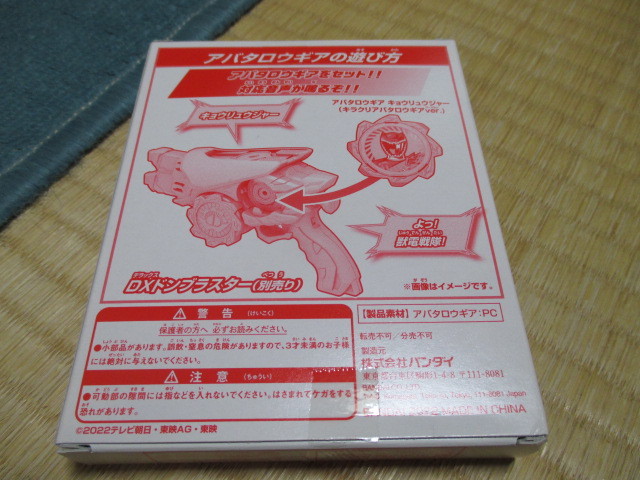 アバタロウギアの遊び方
アバタロウギアをセット!!
対応音声が鳴るぞ!!
アバタロウギア キョウリュウジャー
(キラクリアバタロウギアver.)
キョウリュウジャー
よっ!
獣電戦隊!
DXドンブラスター(別売り)
※画像はイメージです。
⚠ 警告 (けいこく)
保護者の方へ 必ずお読みください。
●小部品があります。誤飲・窒息の危険がありますので、3才未満のお子様
には絶対に与えないでください。
⚠ 注意 (ちゅうい)
●可動部の隙間には指などを入れないでください。はさまれてケガをする
恐れがあります。
【製品素材】アバタロウギア:PC
転売不可/分売不可
製造元
株式会社バンダイ
〒111-8081
MADE IN CHINA
©2022テレビ朝日・東映AG・東映